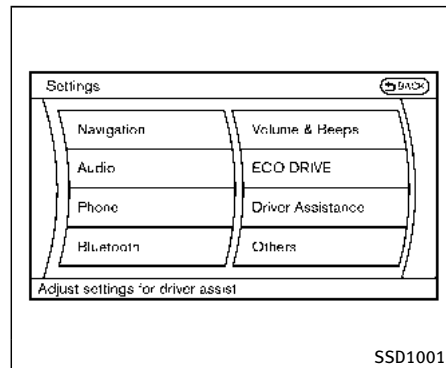 Settings
BACK
Navigation
Volume & Beeps
Audio
ECO DRIVE
Phone
Driver Assistance
Bluetooth
Others
Adjust settings for driver assist
SSD1001